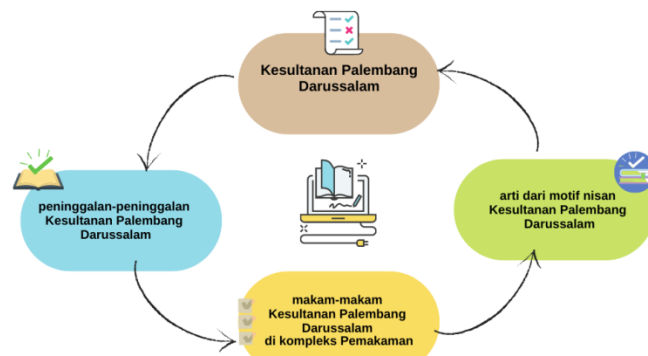 Kesultanan Palembang
Darussalam
peninggalan-peninggalan
Kesultanan Palembang
Darussalam
arti dari motif nisan
Kesultanan Palembang
Darussalam
makam-makam
Kesultanan Palembang
Darussalam
di kompleks Pemakaman